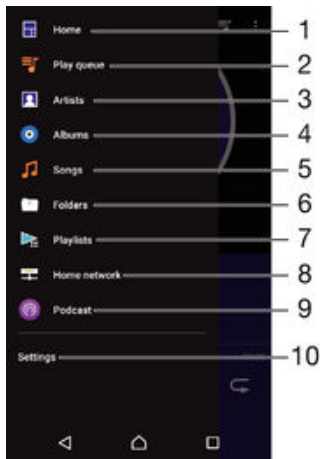 Home 1
Play queue 2
Artists 3
Albums 4
Songs 5
Folders 6
Playlists 7
Home network 8
Podcast 9
Settings 10